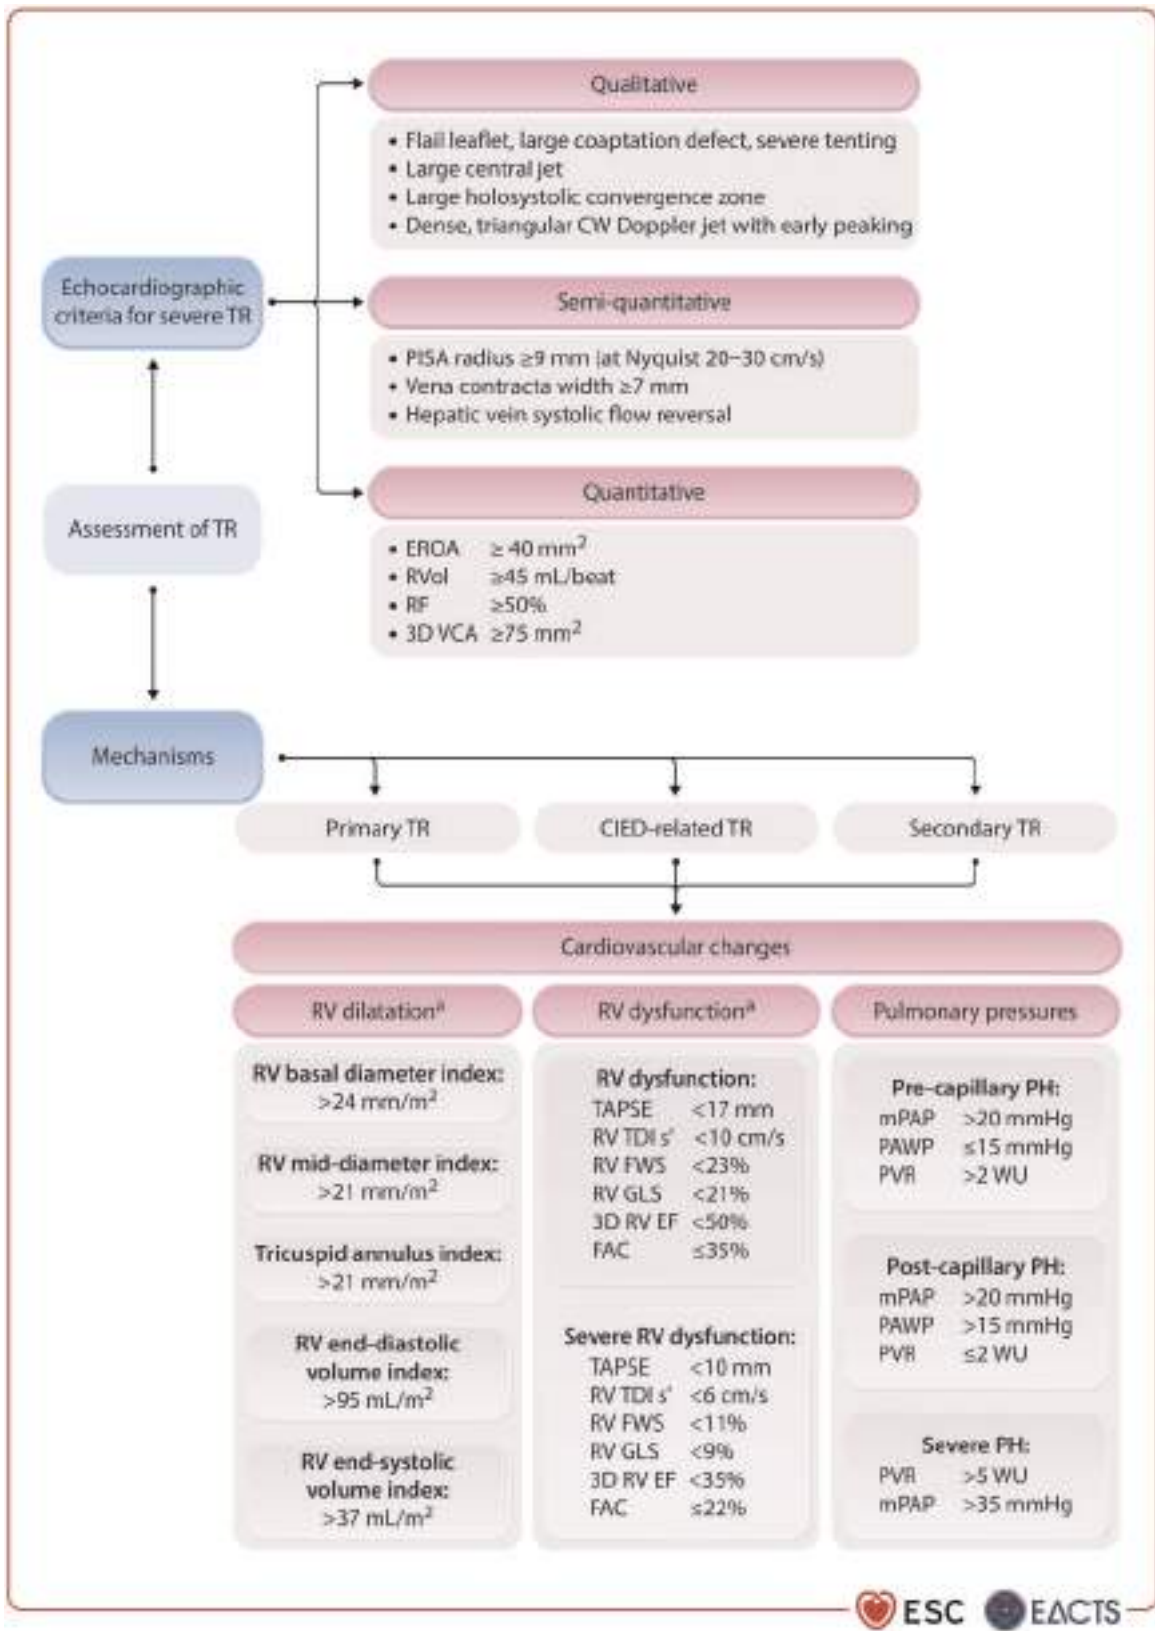 Qualitative
• Flail leaflet, large coaptation defect, severe tenting
• Large central jet
• Large holosystolic convergence zone
• Dense, triangular CW Doppler jet with early peaking
Echocardiographic
criteria for severe TR
Semi-quantitative
• PISA radius ≥9 mm (at Nyquist 20–30 cm/s)
• Vena contracta width ≥7 mm
• Hepatic vein systolic flow reversal
Assessment of TR
Quantitative
• EROA ≥ 40 mm²
• RVol ≥45 mL/beat
• RF ≥50%
• 3D VCA ≥75 mm²
Mechanisms
Primary TR
CIED-related TR
Secondary TR
Cardiovascular changes
RV dilatationᵃ
RV basal diameter index:
>24 mm/m²
RV mid-diameter index:
>21 mm/m²
Tricuspid annulus index:
>21 mm/m²
RV end-diastolic
volume index:
>95 mL/m²
RV end-systolic
volume index:
>37 mL/m²
RV dysfunctionᵃ
RV dysfunction:
TAPSE <17 mm
RV TDI s' <10 cm/s
RV FWS <23%
RV GLS <21%
3D RV EF <50%
FAC ≤35%
Severe RV dysfunction:
TAPSE <10 mm
RV TDI s' <6 cm/s
RV FWS <11%
RV GLS <9%
3D RV EF <35%
FAC ≤22%
Pulmonary pressures
Pre-capillary PH:
mPAP >20 mmHg
PAWP ≤15 mmHg
PVR >2 WU
Post-capillary PH:
mPAP >20 mmHg
PAWP >15 mmHg
PVR ≤2 WU
Severe PH:
PVR >5 WU
mPAP >35 mmHg
ESC EACTS